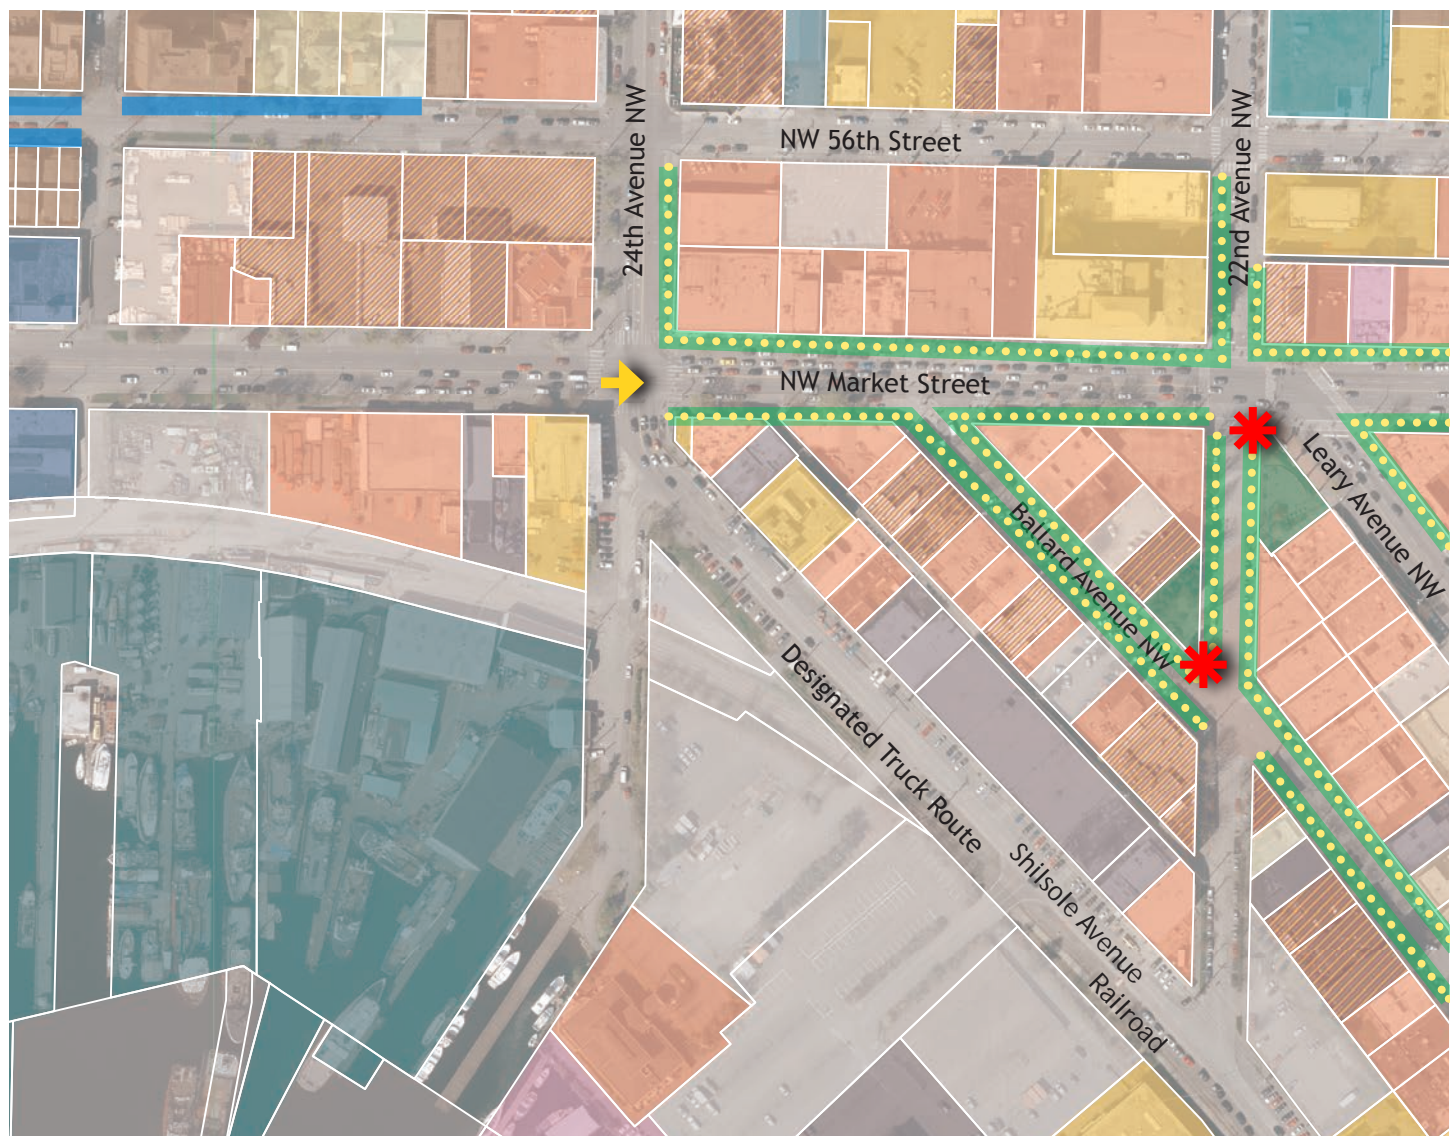 24th Avenue NW
NW 56th Street
22nd Avenue NW
NW Market Street
Leary Avenue NW
Ballard Avenue NW
Designated Truck Route
Shilsole Avenue
Railroad